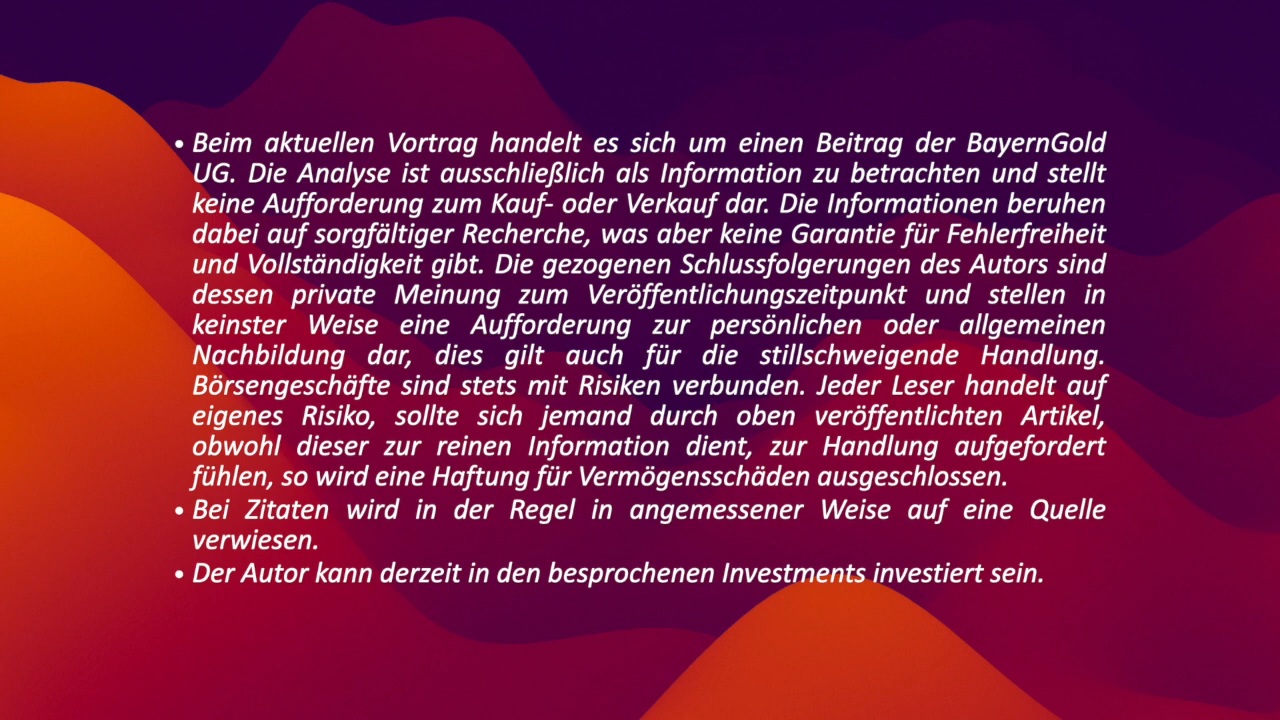 • Beim aktuellen Vortrag handelt es sich um einen Beitrag der BayernGold
UG. Die Analyse ist ausschließlich als Information zu betrachten und stellt
keine Aufforderung zum Kauf- oder Verkauf dar. Die Informationen beruhen
dabei auf sorgfältiger Recherche, was aber keine Garantie für Fehlerfreiheit
und Vollständigkeit gibt. Die gezogenen Schlussfolgerungen des Autors sind
dessen private Meinung zum Veröffentlichungszeitpunkt und stellen in
keinster Weise eine Aufforderung zur persönlichen oder allgemeinen
Nachbildung dar, dies gilt auch für die stillschweigende Handlung.
Börsengeschäfte sind stets mit Risiken verbunden. Jeder Leser handelt auf
eigenes Risiko, sollte sich jemand durch oben veröffentlichten Artikel,
obwohl dieser zur reinen Information dient, zur Handlung aufgefordert
fühlen, so wird eine Haftung für Vermögensschäden ausgeschlossen.
• Bei Zitaten wird in der Regel in angemessener Weise auf eine Quelle
verwiesen.
• Der Autor kann derzeit in den besprochenen Investments investiert sein.